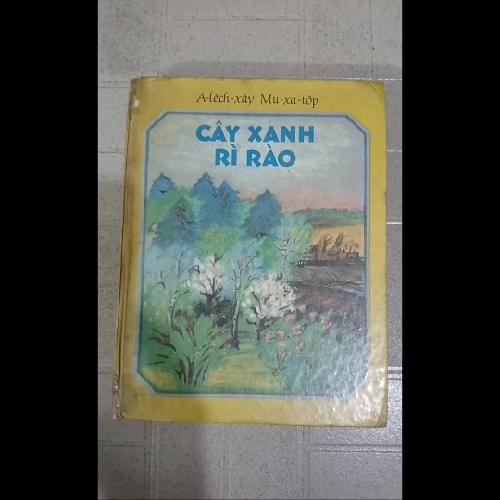 A-lếch-xây Mu-xa-tốp
CÂY XANH
RÌ RÀO